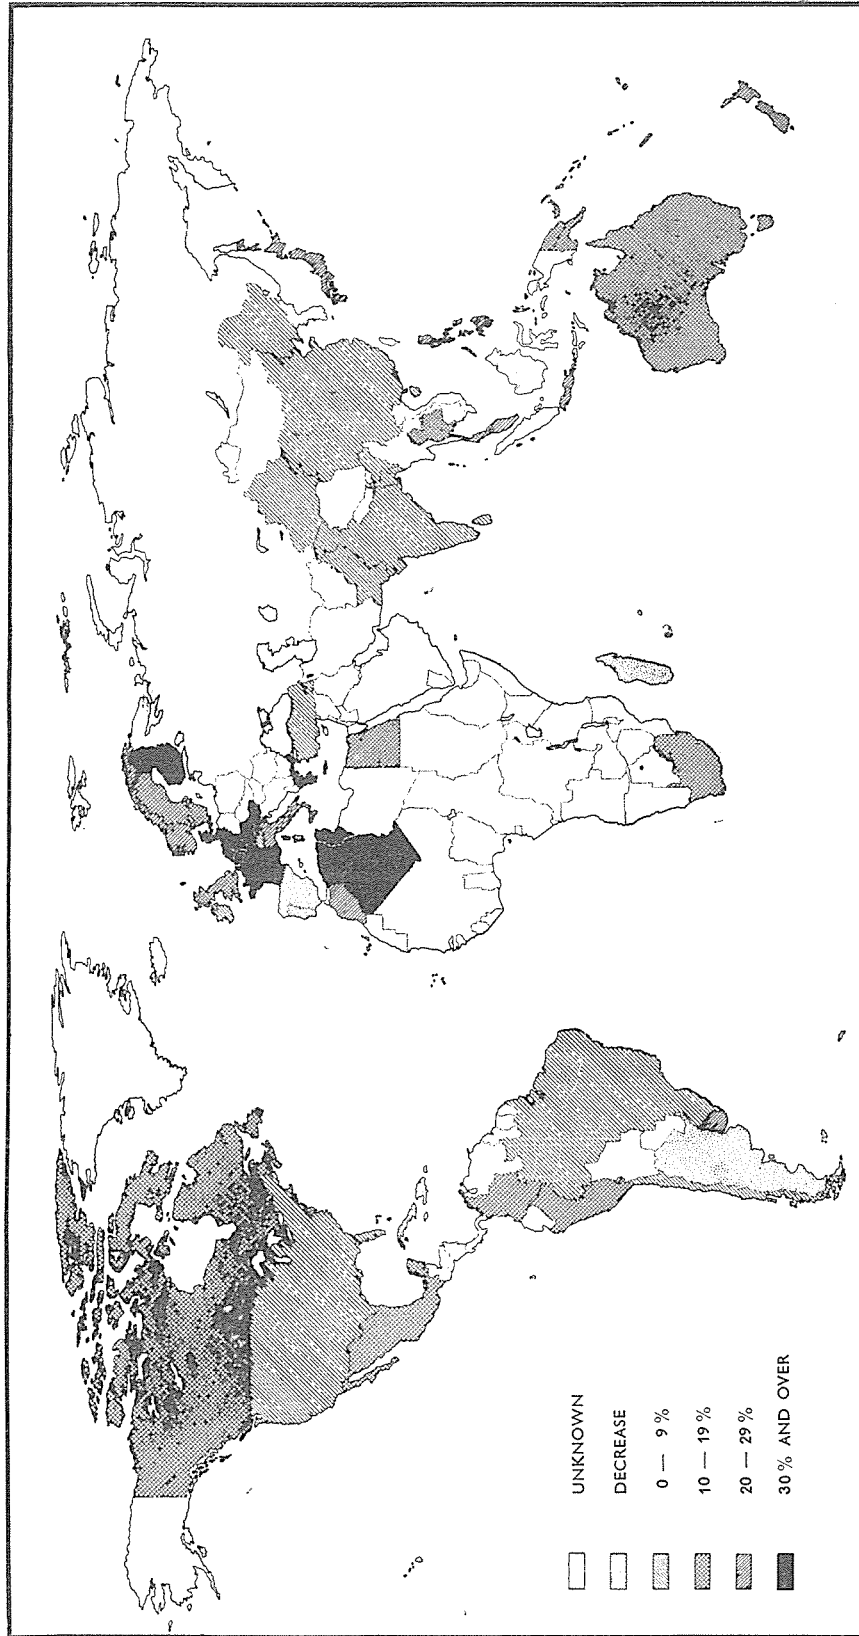 UNKNOWN
DECREASE
0 — 9 %
10 — 19 %
20 — 29 %
30 % AND OVER